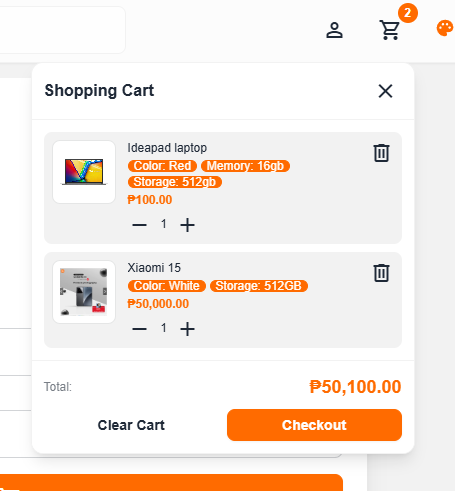 2
Shopping Cart
Ideapad laptop
Color: Red Memory: 16gb
Storage: 512gb
₱100.00
1
Xiaomi 15
Color: White Storage: 512GB
₱50,000.00
1
Total: ₱50,100.00
Clear Cart Checkout